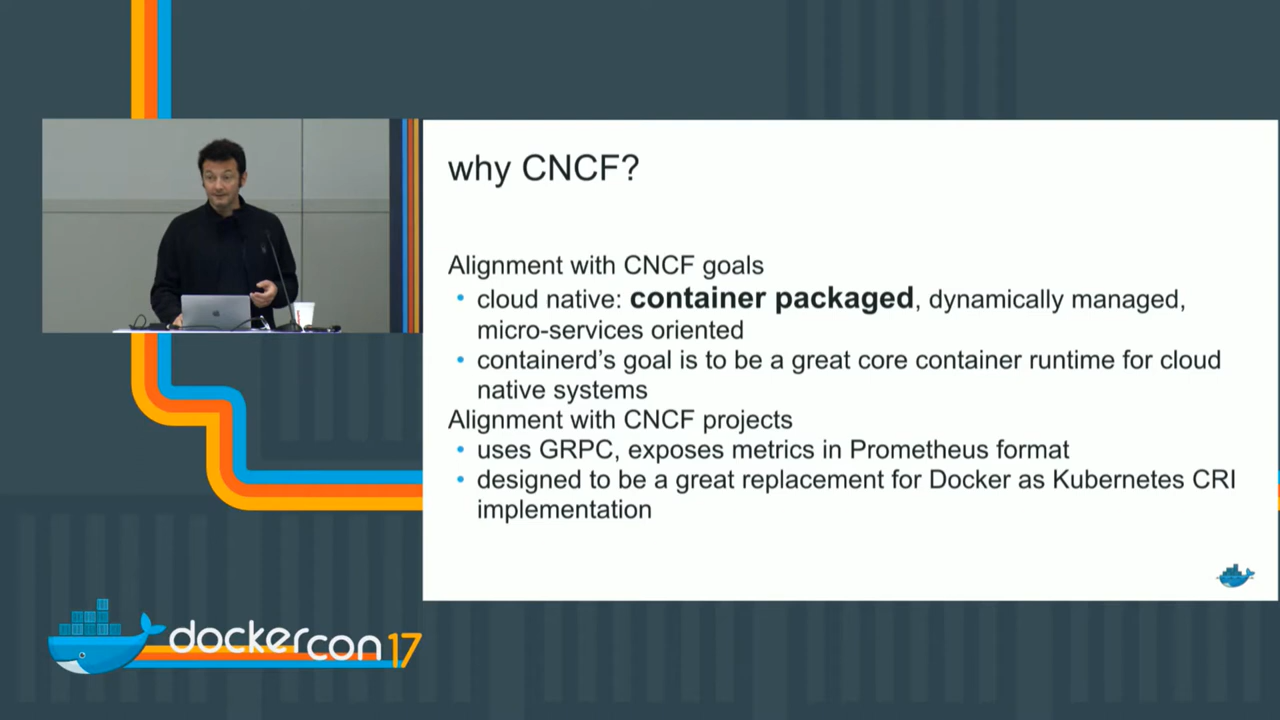 why CNCF?
Alignment with CNCF goals
• cloud native: container packaged, dynamically managed,
micro-services oriented
• containerd's goal is to be a great core container runtime for cloud
native systems
Alignment with CNCF projects
• uses GRPC, exposes metrics in Prometheus format
• designed to be a great replacement for Docker as Kubernetes CRI
implementation
dockercon 17